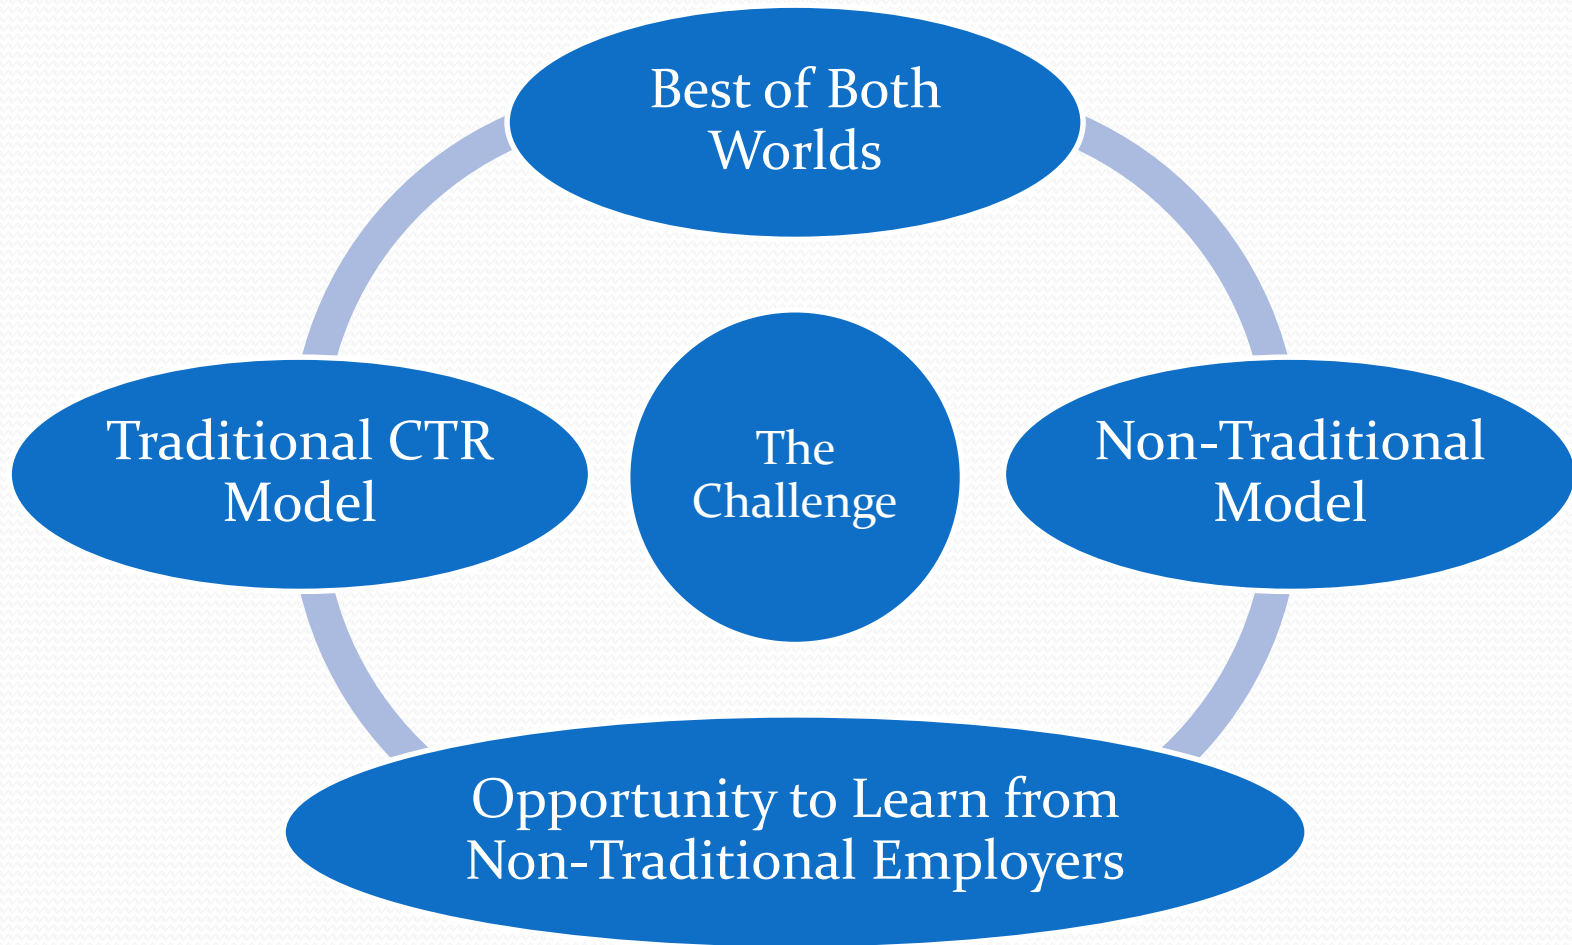 Best of Both
Worlds
Traditional CTR
Model
The
Challenge
Non-Traditional
Model
Opportunity to Learn from
Non-Traditional Employers